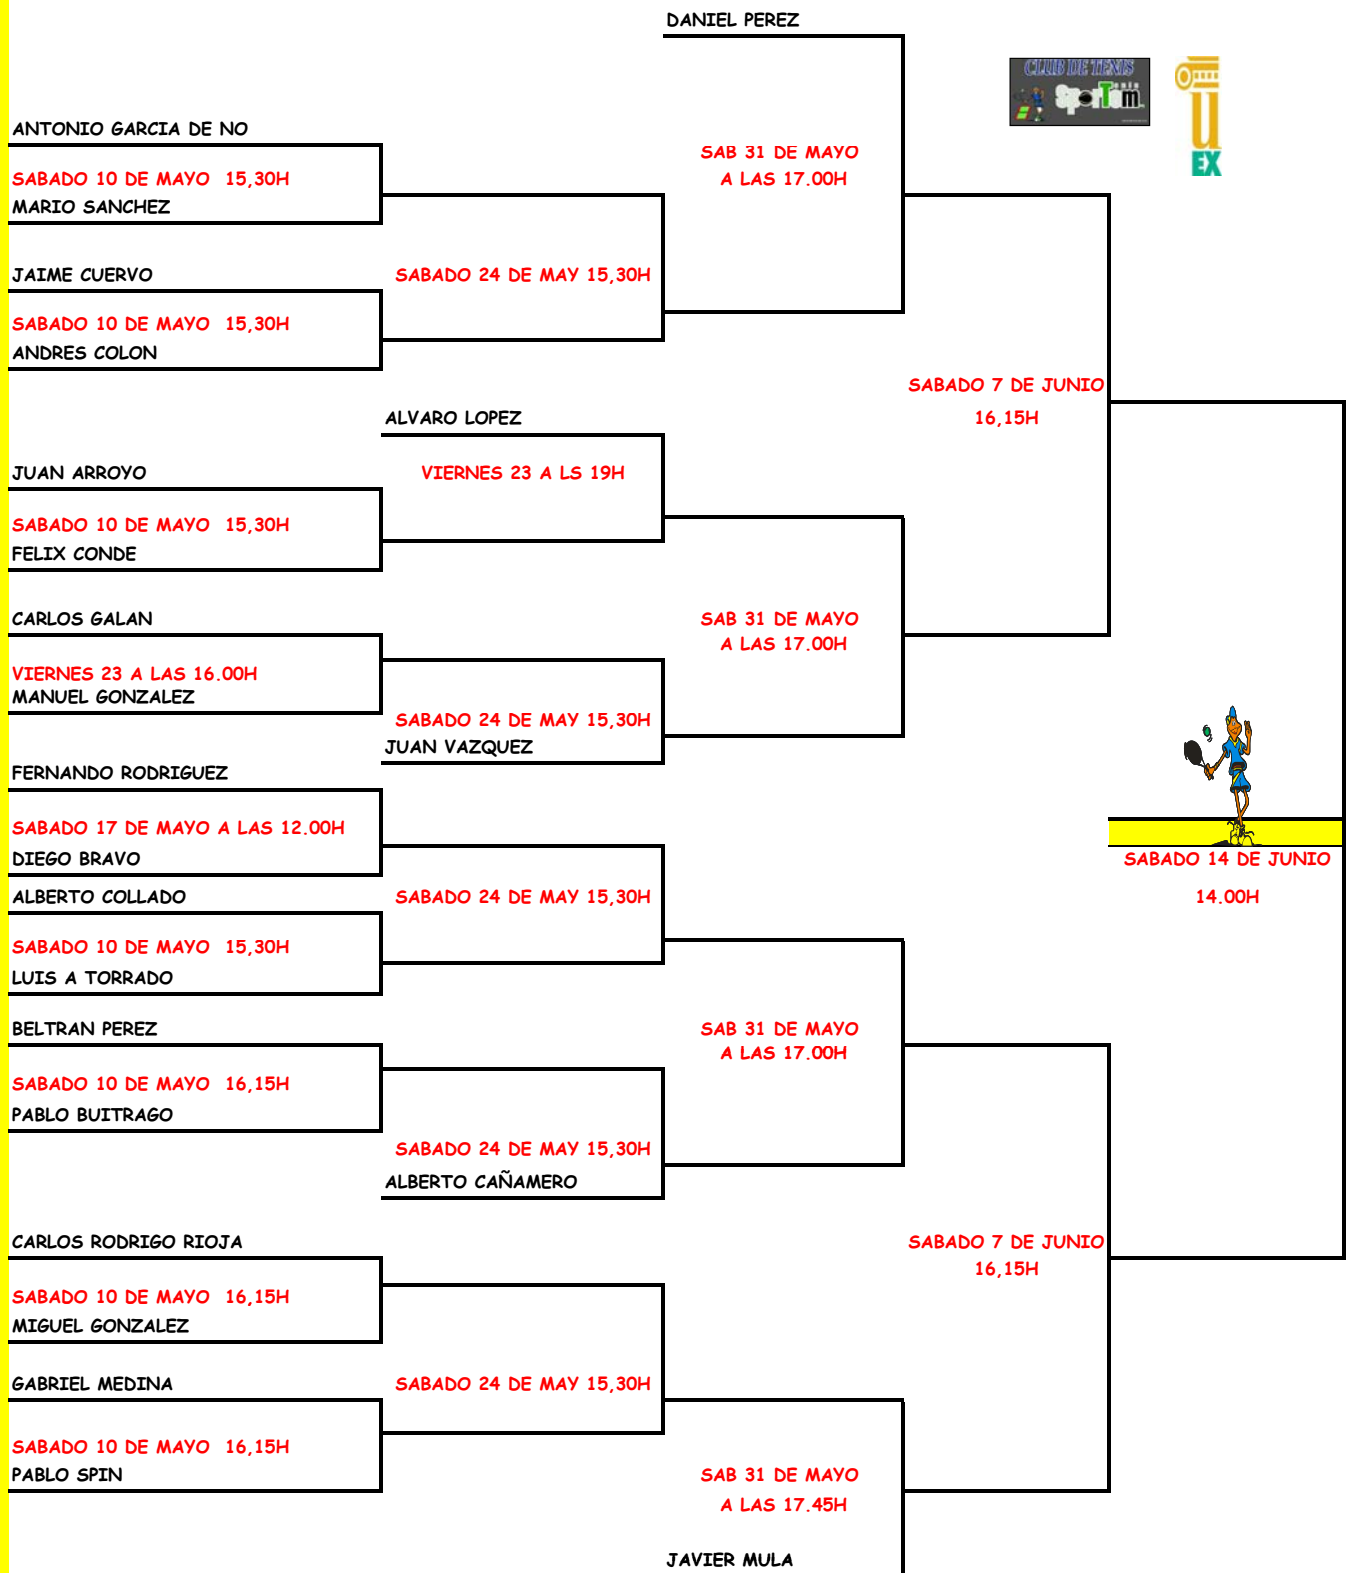 DANIEL PEREZ
CLUB DE TENIS
Tenis
SporTem
U
EX
ANTONIO GARCIA DE NO
SAB 31 DE MAYO
A LAS 17.00H
SABADO 10 DE MAYO 15,30H
MARIO SANCHEZ
JAIME CUERVO
SABADO 24 DE MAY 15,30H
SABADO 10 DE MAYO 15,30H
ANDRES COLON
SABADO 7 DE JUNIO
16,15H
ALVARO LOPEZ
JUAN ARROYO
VIERNES 23 A LS 19H
SABADO 10 DE MAYO 15,30H
FELIX CONDE
CARLOS GALAN
SAB 31 DE MAYO
A LAS 17.00H
VIERNES 23 A LAS 16.00H
MANUEL GONZALEZ
SABADO 24 DE MAY 15,30H
JUAN VAZQUEZ
FERNANDO RODRIGUEZ
SABADO 17 DE MAYO A LAS 12.00H
DIEGO BRAVO
SABADO 14 DE JUNIO
14.00H
ALBERTO COLLADO
SABADO 24 DE MAY 15,30H
SABADO 10 DE MAYO 15,30H
LUIS A TORRADO
BELTRAN PEREZ
SAB 31 DE MAYO
A LAS 17.00H
SABADO 10 DE MAYO 16,15H
PABLO BUITRAGO
SABADO 24 DE MAY 15,30H
ALBERTO CAÑAMERO
CARLOS RODRIGO RIOJA
SABADO 7 DE JUNIO
16,15H
SABADO 10 DE MAYO 16,15H
MIGUEL GONZALEZ
GABRIEL MEDINA
SABADO 24 DE MAY 15,30H
SABADO 10 DE MAYO 16,15H
PABLO SPIN
SAB 31 DE MAYO
A LAS 17.45H
JAVIER MULA